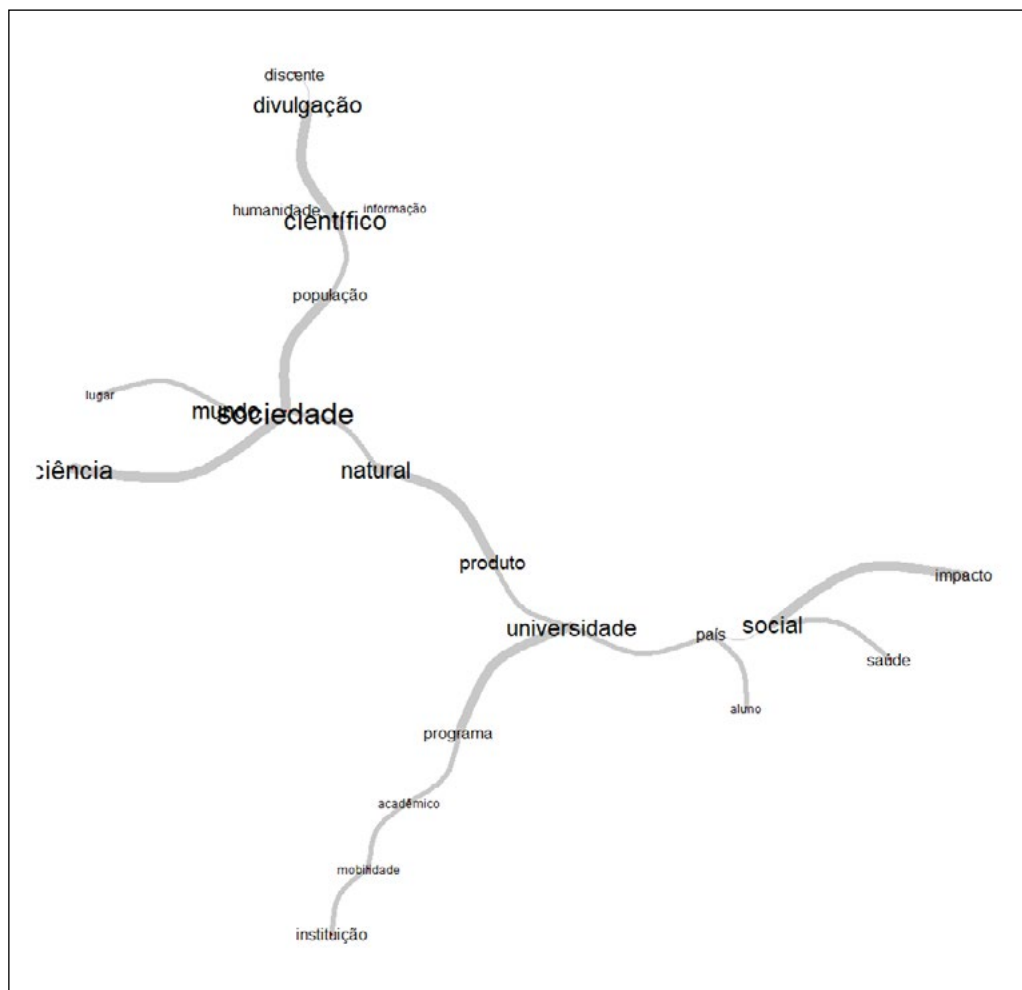 discente
divulgação
humanidade
informação
científico
população
lugar
mundo
sociedade
ciência
natural
produto
impacto
universidade
país
social
saúde
aluno
programa
acadêmico
mobilidade
instituição